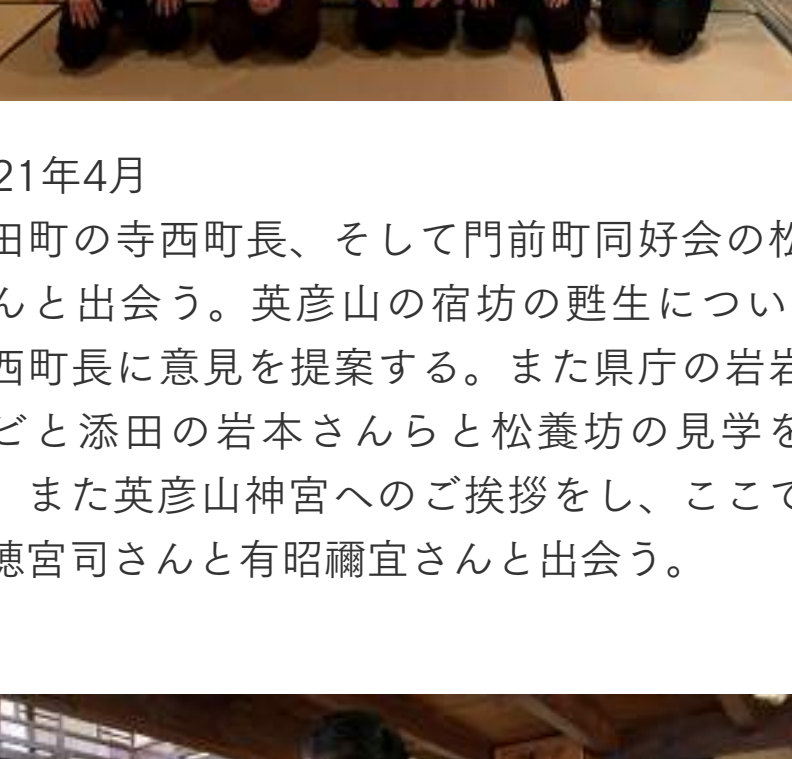 21年4月
田町の寺西町長、そして門前町同好会の松
んと出会う。英彦山の宿坊の甦生につい
西町長に意見を提案する。また県庁の岩岩
ビと添田の岩本さんらと松養坊の見学を
、また英彦山神宮へのご挨拶をし、ここで
穂宮司さんと有昭禰宜さんと出会う。